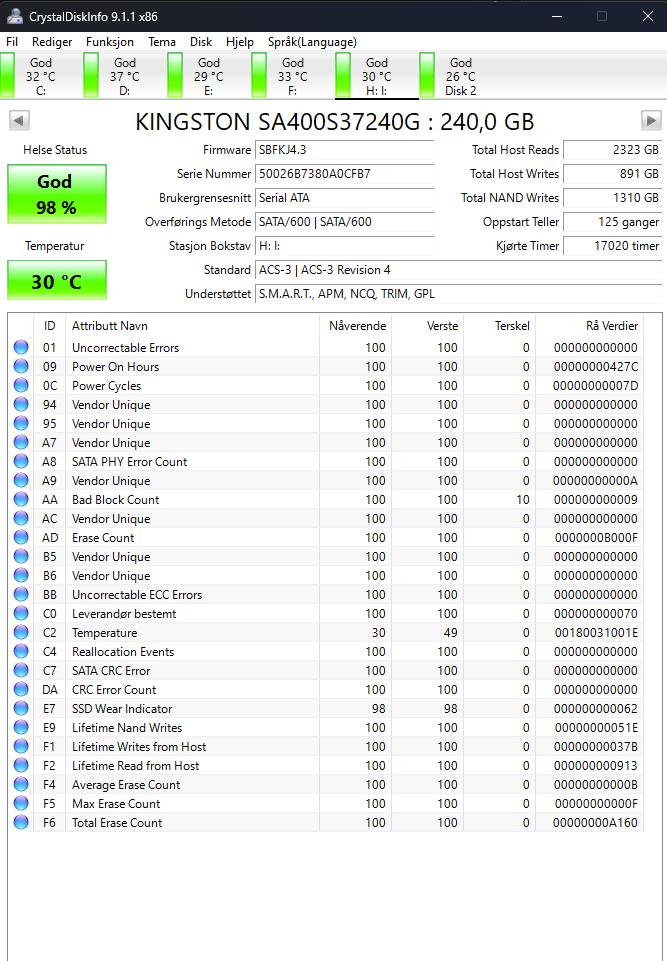 CrystalDiskInfo 9.1.1 x86
Fil Rediger Funksjon Tema Disk Hjelp Språk(Language)
God God God God God God
32 °C 37 °C 29 °C 33 °C 30 °C 26 °C
C: D: E: F: H: I: Disk 2
KINGSTON SA400S37240G : 240,0 GB
Helse Status
God
98 %
Temperatur
30 °C
Firmware SBFKJ4.3 Total Host Reads 2323 GB
Serie Nummer 50026B7380A0CFB7 Total Host Writes 891 GB
Brukergrensesnitt Serial ATA Total NAND Writes 1310 GB
Overførings Metode SATA/600 | SATA/600 Oppstart Teller 125 ganger
Stasjon Bokstav H: I: Kjørte Timer 17020 timer
Standard ACS-3 | ACS-3 Revision 4
Understøttet S.M.A.R.T., APM, NCQ, TRIM, GPL
ID Attributt Navn Nåverende Verste Terskel Rå Verdier
01 Uncorrectable Errors 100 100 0 000000000000
09 Power On Hours 100 100 0 00000000427C
0C Power Cycles 100 100 0 00000000007D
94 Vendor Unique 100 100 0 000000000000
95 Vendor Unique 100 100 0 000000000000
A7 Vendor Unique 100 100 0 000000000000
A8 SATA PHY Error Count 100 100 0 000000000000
A9 Vendor Unique 100 100 0 00000000000A
AA Bad Block Count 100 100 10 000000000009
AC Vendor Unique 100 100 0 000000000000
AD Erase Count 100 100 0 0000000B000F
B5 Vendor Unique 100 100 0 000000000000
B6 Vendor Unique 100 100 0 000000000000
BB Uncorrectable ECC Errors 100 100 0 000000000000
C0 Leverandør bestemt 100 100 0 000000000070
C2 Temperature 30 49 0 00180031001E
C4 Reallocation Events 100 100 0 000000000000
C7 SATA CRC Error 100 100 0 000000000000
DA CRC Error Count 100 100 0 000000000000
E7 SSD Wear Indicator 98 98 0 000000000062
E9 Lifetime Nand Writes 100 100 0 00000000051E
F1 Lifetime Writes from Host 100 100 0 00000000037B
F2 Lifetime Read from Host 100 100 0 000000000913
F4 Average Erase Count 100 100 0 00000000000B
F5 Max Erase Count 100 100 0 00000000000F
F6 Total Erase Count 100 100 0 00000000A160